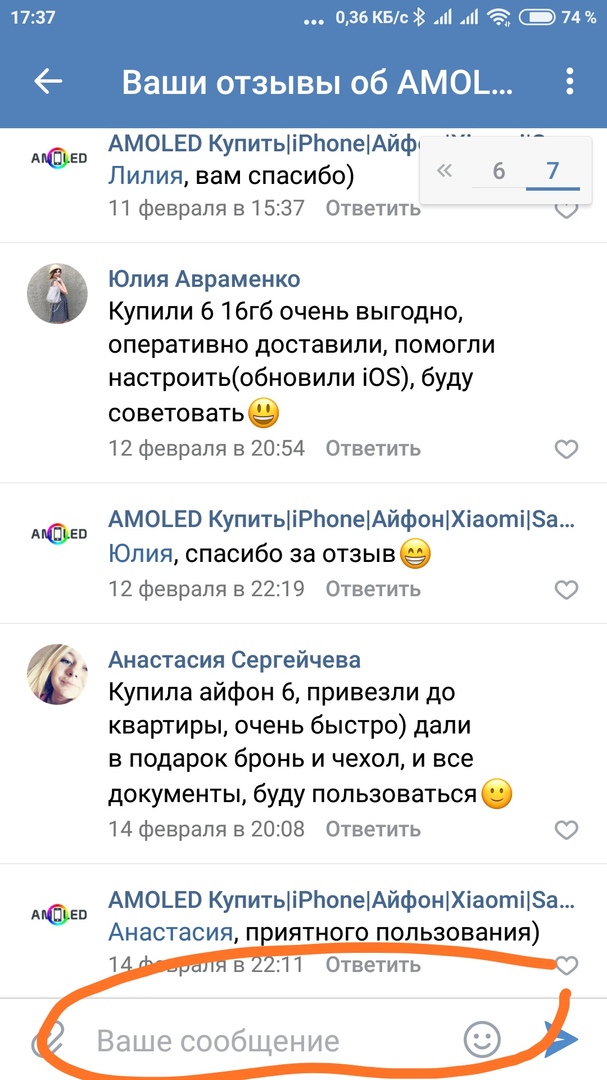 17:37
... 0,36 КБ/с 74 %
Ваши отзывы об AMOL...
AMOLED Купить|iPhone|Айф
Лилия, вам спасибо)
« 6 7
11 февраля в 15:37 Ответить
Юлия Авраменко
Купили 6 16гб очень выгодно,
оперативно доставили, помогли
настроить(обновили iOS), буду
советовать😃
12 февраля в 20:54 Ответить
AMOLED
AMOLED Купить|iPhone|Айфон|Xiaomi|Sa...
Юлия, спасибо за отзыв😁
12 февраля в 22:19 Ответить
Анастасия Сергейчева
Купила айфон 6, привезли до
квартиры, очень быстро) дали
в подарок бронь и чехол, и все
документы, буду пользоваться🙂
14 февраля в 20:08 Ответить
AMOLED
AMOLED Купить|iPhone|Айфон|Xiaomi|Sa...
Анастасия, приятного пользования)
14 февраля в 22:11 Ответить
Ваше сообщение